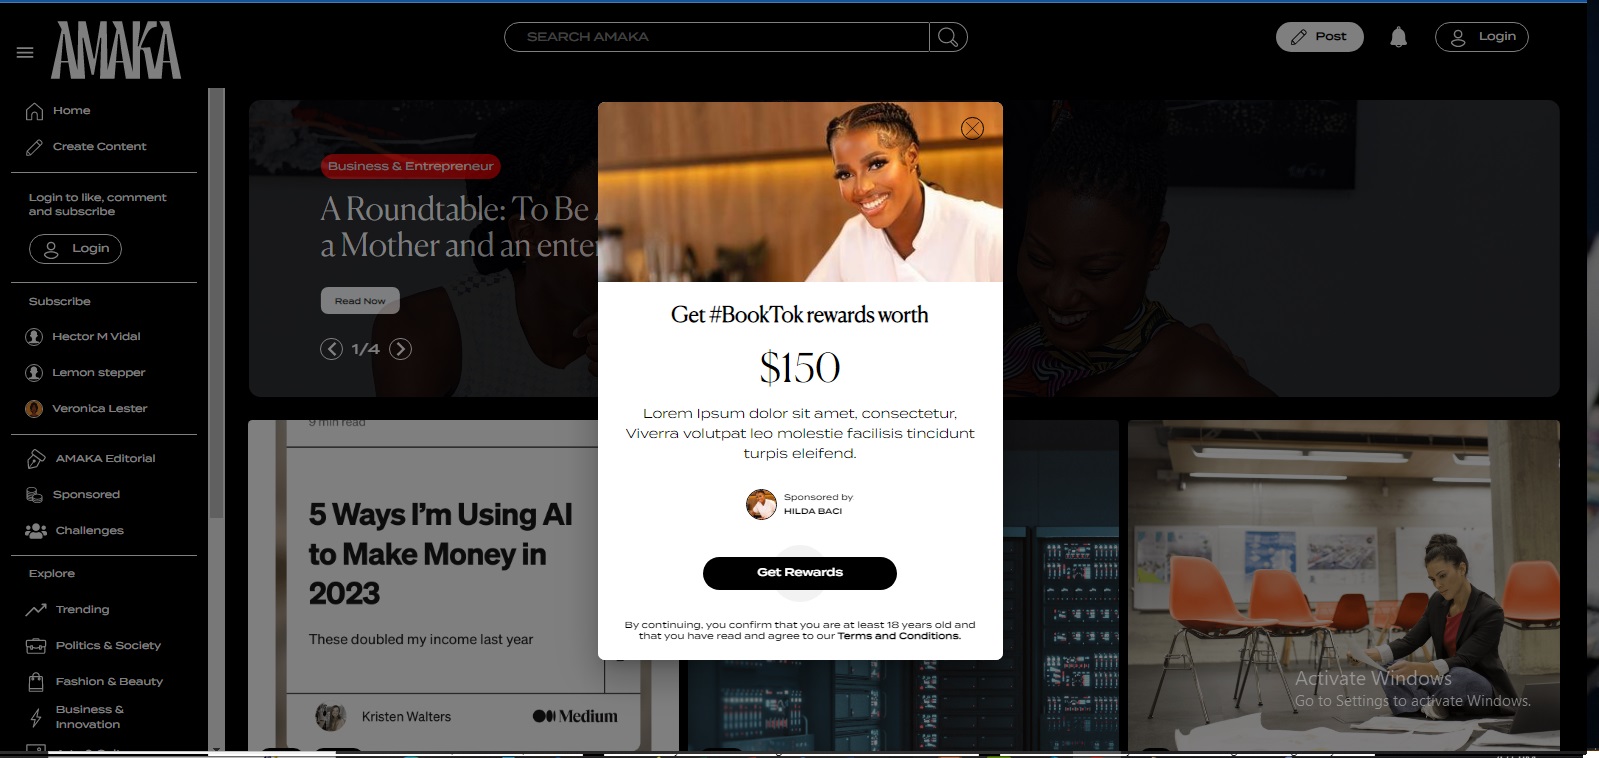 AMAKA
SEARCH AMAKA
Post
Login
Home
Create Content
Login to like, comment
and subscribe
Login
Subscribe
Hector M Vidal
Lemon stepper
Veronica Lester
AMAKA Editorial
Sponsored
Challenges
Explore
Trending
Politics & Society
Fashion & Beauty
Business &
Innovation
Business & Entrepreneur
A Roundtable: To Be
a Mother and an enter
Read Now
1/4
9 min read
5 Ways I'm Using AI
to Make Money in
2023
These doubled my income last year
Kristen Walters
Medium
Get #BookTok rewards worth
$150
Lorem Ipsum dolor sit amet, consectetur,
Viverra volutpat leo molestie facilisis tincidunt
turpis eleifend.
Sponsored by
HILDA BACI
Get Rewards
By continuing, you confirm that you are at least 18 years old and
that you have read and agree to our Terms and Conditions.
Activate Windows
Go to Settings to activate Windows.